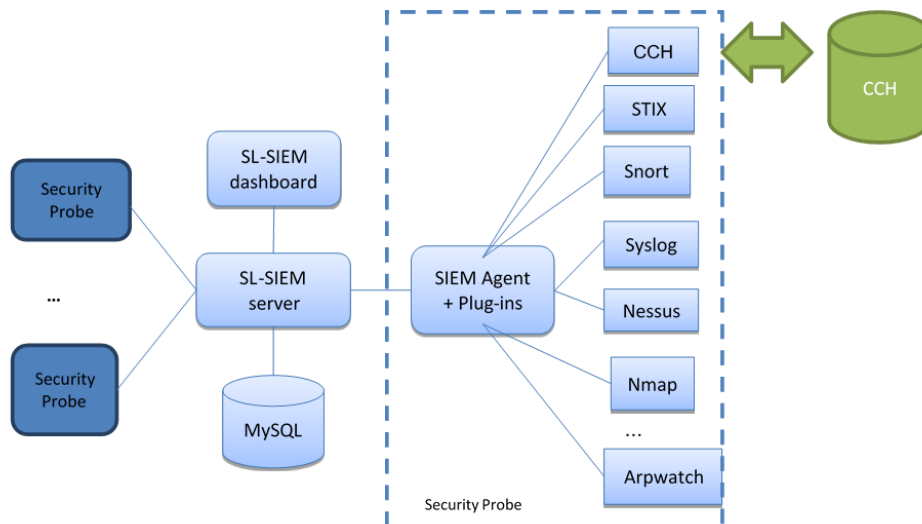 CCH
CCH
STIX
SL-SIEM
dashboard
Snort
Security
Probe
Syslog
SL-SIEM
server
SIEM Agent
+ Plug-ins
...
Nessus
Security
Probe
Nmap
MySQL
...
Arpwatch
Security Probe